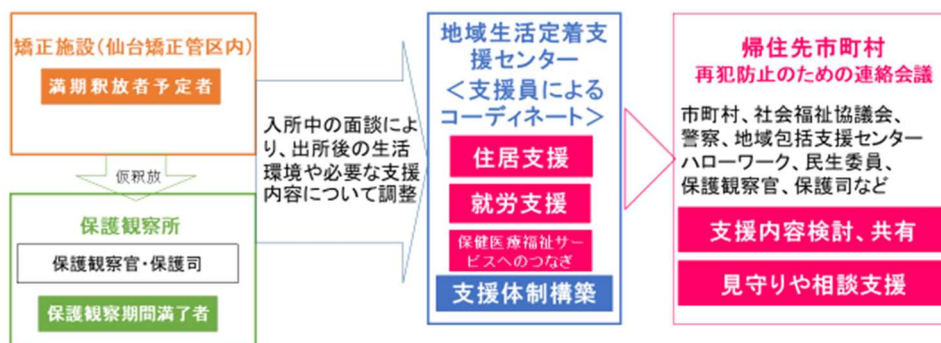 矯正施設(仙台矯正管区内)
満期釈放者予定者
仮釈放
保護観察所
保護観察官・保護司
保護観察期間満了者
入所中の面談によ
り、出所後の生活
環境や必要な支援
内容について調整
地域生活定着支
援センター
＜支援員による
コーディネート＞
住居支援
就労支援
保健医療福祉サー
ビスへのつなぎ
支援体制構築
帰住先市町村
再犯防止のための連絡会議
市町村、社会福祉協議会、
警察、地域包括支援センター
ハローワーク、民生委員、
保護観察官、保護司など
支援内容検討、共有
見守りや相談支援